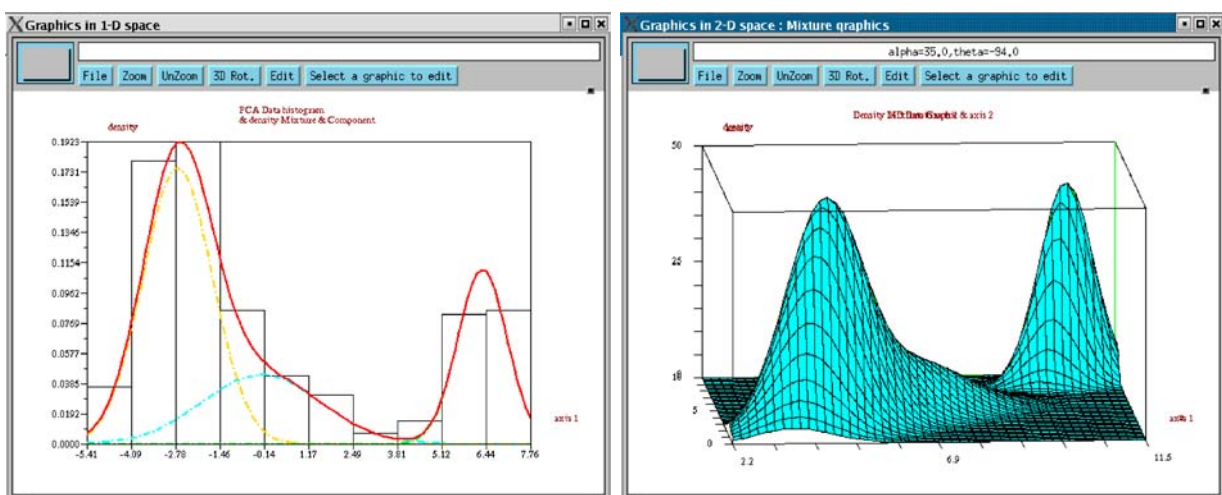 Graphics in 1-D space
File Zoom UnZoom 3D Rot. Edit Select a graphic to edit
PCA Data histogram
& density Mixture & Component
density
0.1923
0.1731
0.1539
0.1346
0.1154
0.0962
0.0769
0.0577
0.0385
0.0192
0.0000
axis 1
-5.41 -4.09 -2.78 -1.46 -0.14 1.17 2.49 3.81 5.12 6.44 7.76
Graphics in 2-D space : Mixture graphics
alpha=35.0,theta=-94.0
File Zoom UnZoom 3D Rot. Edit Select a graphic to edit
Density & axis 2
density
50
25
18
5
0
axis 1
2.2 6.9 11.5